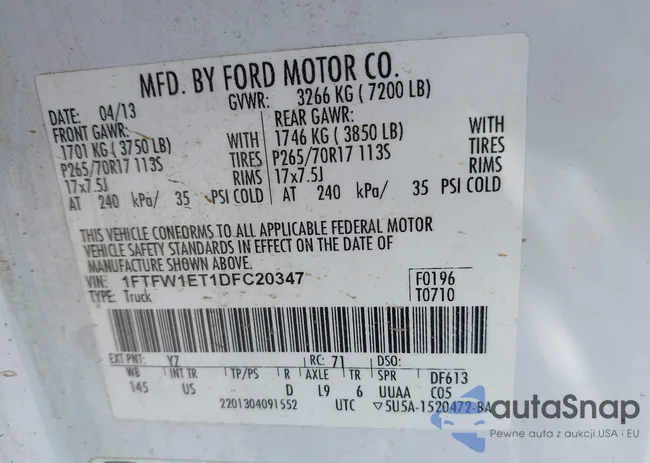 MFD. BY FORD MOTOR CO.
DATE: 04/13 GVWR: 3266 KG ( 7200 LB)
FRONT GAWR: REAR GAWR:
1701 KG ( 3750 LB) WITH 1746 KG ( 3850 LB) WITH
P265/70R17 113S TIRES P265/70R17 113S TIRES
17x7.5J RIMS 17x7.5J RIMS
AT 240 kPa/ 35 PSI COLD AT 240 kPa/ 35 PSI COLD
THIS VEHICLE CONFORMS TO ALL APPLICABLE FEDERAL MOTOR
VEHICLE SAFETY STANDARDS IN EFFECT ON THE DATE OF
MANUFACTURE SHOWN ABOVE.
VIN: 1FTFW1ET1DFC20347 F0196
TYPE: Truck T0710
EXT PNT: YZ RC: 71 DSO:
WB INT TR TP/PS R AXLE TR SPR DF613
145 US D L9 6 UUAA C05
2201304091552 UTC ▽5U5A-1520472-BA
autaSnap
Pewne auta z aukcji USA i EU